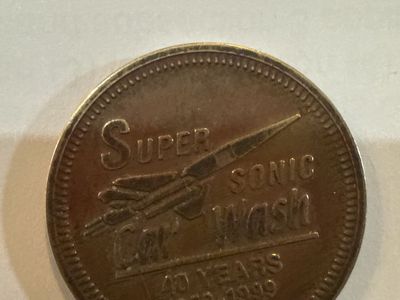 SUPER
SONIC
Car Wash
40 YEARS